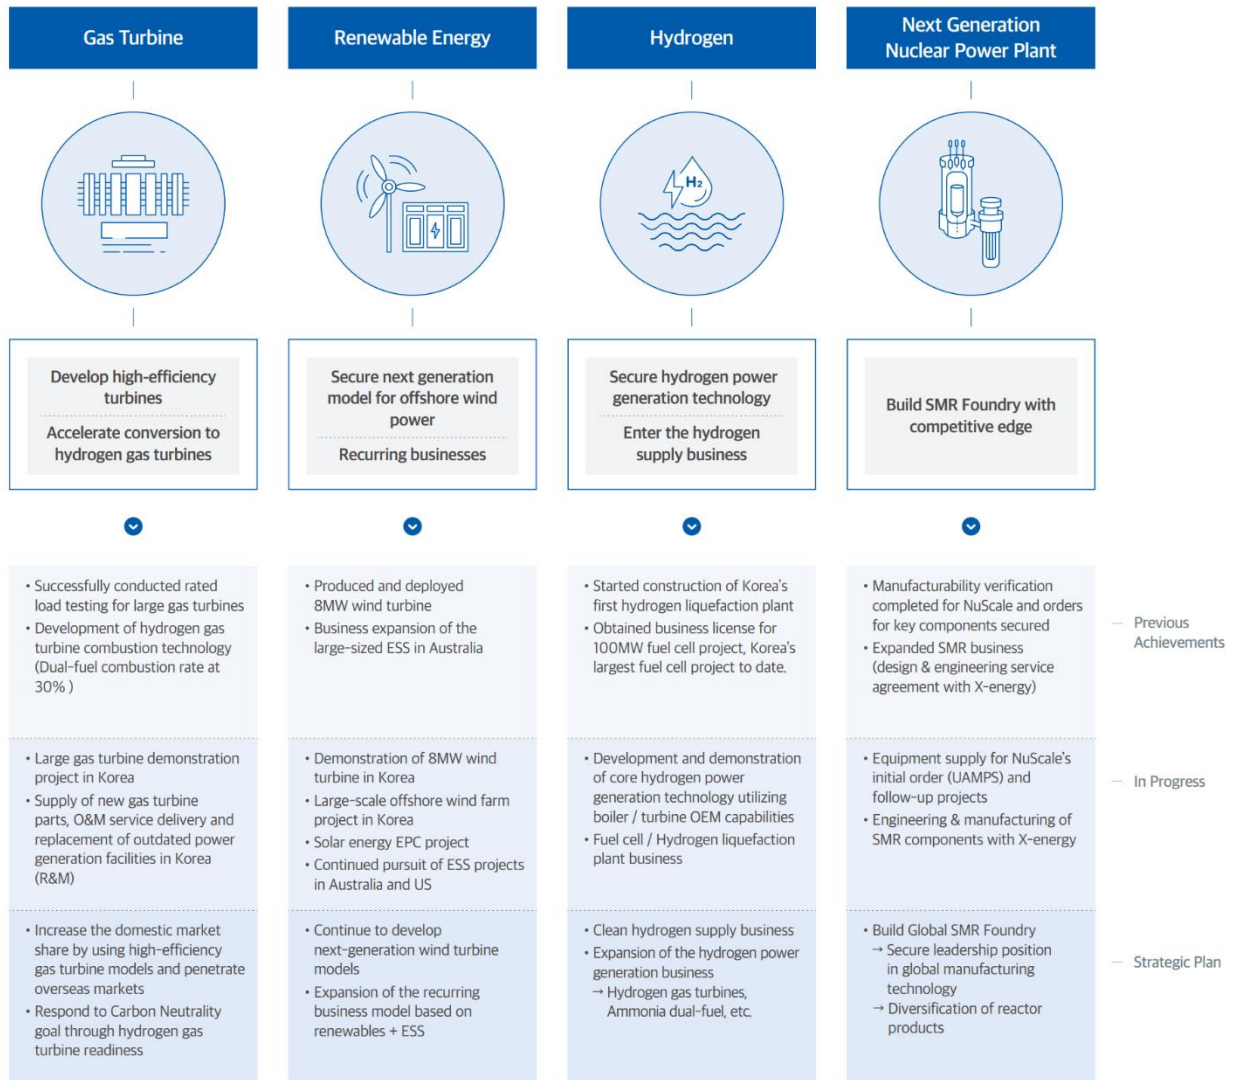 Gas Turbine
Renewable Energy
Hydrogen
Next Generation
Nuclear Power Plant
H₂
Develop high-efficiency
turbines
Accelerate conversion to
hydrogen gas turbines
Secure next generation
model for offshore wind
power
Recurring businesses
Secure hydrogen power
generation technology
Enter the hydrogen
supply business
Build SMR Foundry with
competitive edge
• Successfully conducted rated
load testing for large gas turbines
• Development of hydrogen gas
turbine combustion technology
(Dual-fuel combustion rate at
30% )
• Produced and deployed
8MW wind turbine
• Business expansion of the
large-sized ESS in Australia
• Started construction of Korea's
first hydrogen liquefaction plant
• Obtained business license for
100MW fuel cell project, Korea's
largest fuel cell project to date.
• Manufacturability verification
completed for NuScale and orders
for key components secured
• Expanded SMR business
(design & engineering service
agreement with X-energy)
Previous
Achievements
• Large gas turbine demonstration
project in Korea
• Supply of new gas turbine
parts, O&M service delivery and
replacement of outdated power
generation facilities in Korea
(R&M)
• Demonstration of 8MW wind
turbine in Korea
• Large-scale offshore wind farm
project in Korea
• Solar energy EPC project
• Continued pursuit of ESS projects
in Australia and US
• Development and demonstration
of core hydrogen power
generation technology utilizing
boiler / turbine OEM capabilities
• Fuel cell / Hydrogen liquefaction
plant business
• Equipment supply for NuScale's
initial order (UAMPS) and
follow-up projects
• Engineering & manufacturing of
SMR components with X-energy
In Progress
• Increase the domestic market
share by using high-efficiency
gas turbine models and penetrate
overseas markets
• Respond to Carbon Neutrality
goal through hydrogen gas
turbine readiness
• Continue to develop
next-generation wind turbine
models
• Expansion of the recurring
business model based on
renewables + ESS
• Clean hydrogen supply business
• Expansion of the hydrogen power
generation business
→ Hydrogen gas turbines,
Ammonia dual-fuel, etc.
• Build Global SMR Foundry
→ Secure leadership position
in global manufacturing
technology
→ Diversification of reactor
products
Strategic Plan